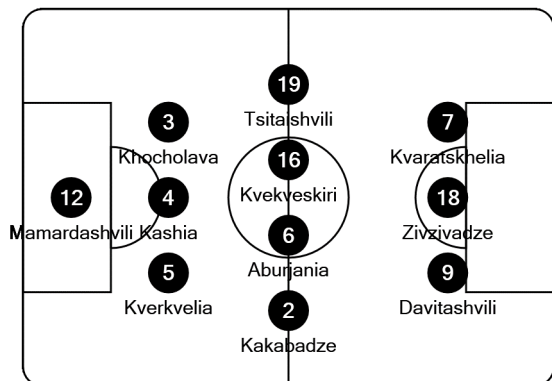 19
Tsitaishvili
3
Khocholava
7
Kvaratskhelia
16
Kvekveskiri
12
Mamardashvili
4
Kashia
18
Zivzivadze
6
Aburjania
5
Kverkvelia
9
Davitashvili
2
Kakabadze